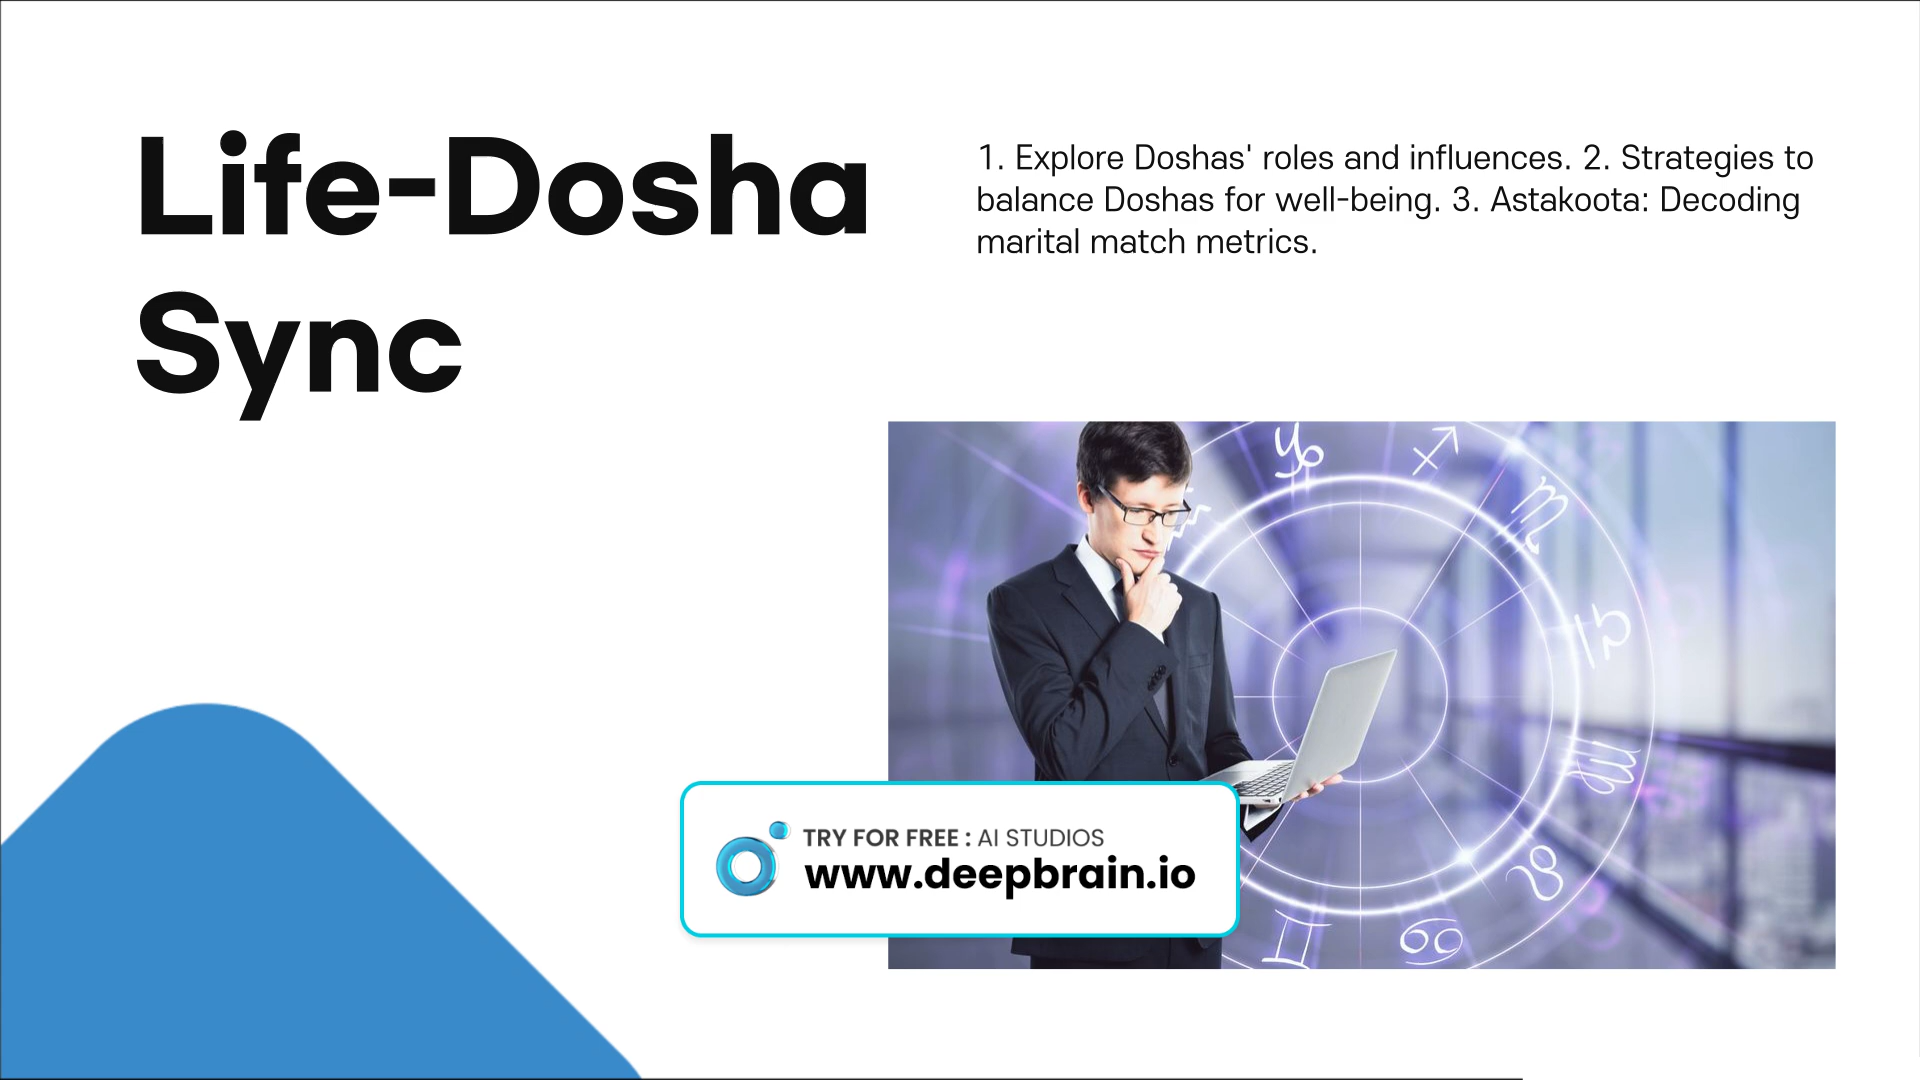 Life-Dosha
Sync
1. Explore Doshas' roles and influences. 2. Strategies to
balance Doshas for well-being. 3. Astakoota: Decoding
marital match metrics.
TRY FOR FREE : AI STUDIOS
www.deepbrain.io